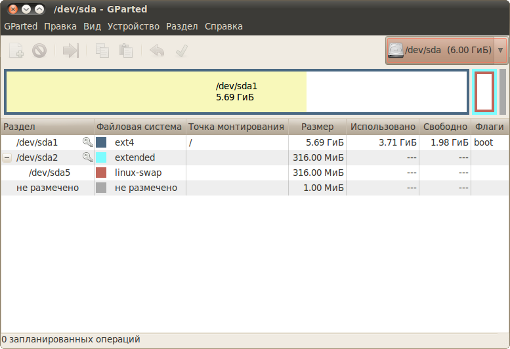 /dev/sda - GParted
GParted Правка Вид Устройство Раздел Справка
/dev/sda (6.00 ГиБ)
/dev/sda1
5.69 ГиБ
Раздел Файловая система Точка монтирования Размер Использовано Свободно Флаги
/dev/sda1 ext4 / 5.69 ГиБ 3.71 ГиБ 1.98 ГиБ boot
/dev/sda2 extended 316.00 МиБ --- ---
/dev/sda5 linux-swap 316.00 МиБ --- ---
не размечено не размечено 1.00 МиБ --- ---
0 запланированных операций